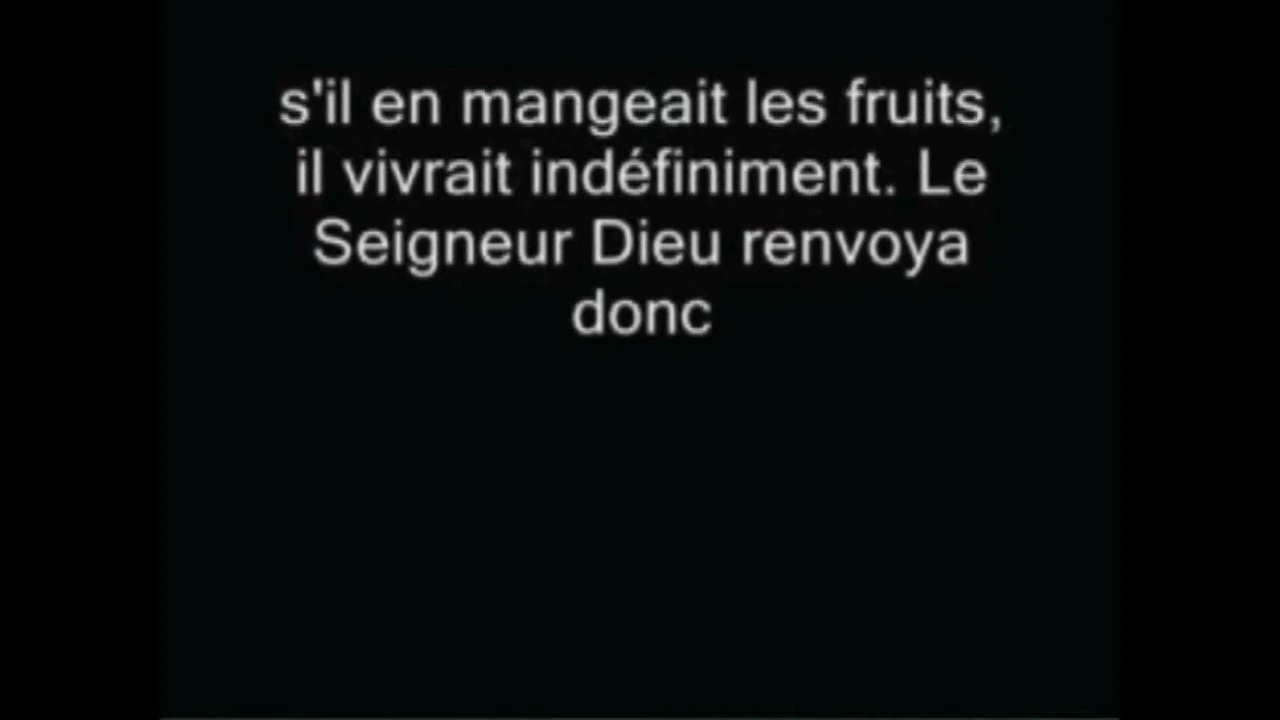 s'il en mangeait les fruits,
il vivrait indéfiniment. Le
Seigneur Dieu renvoya
donc